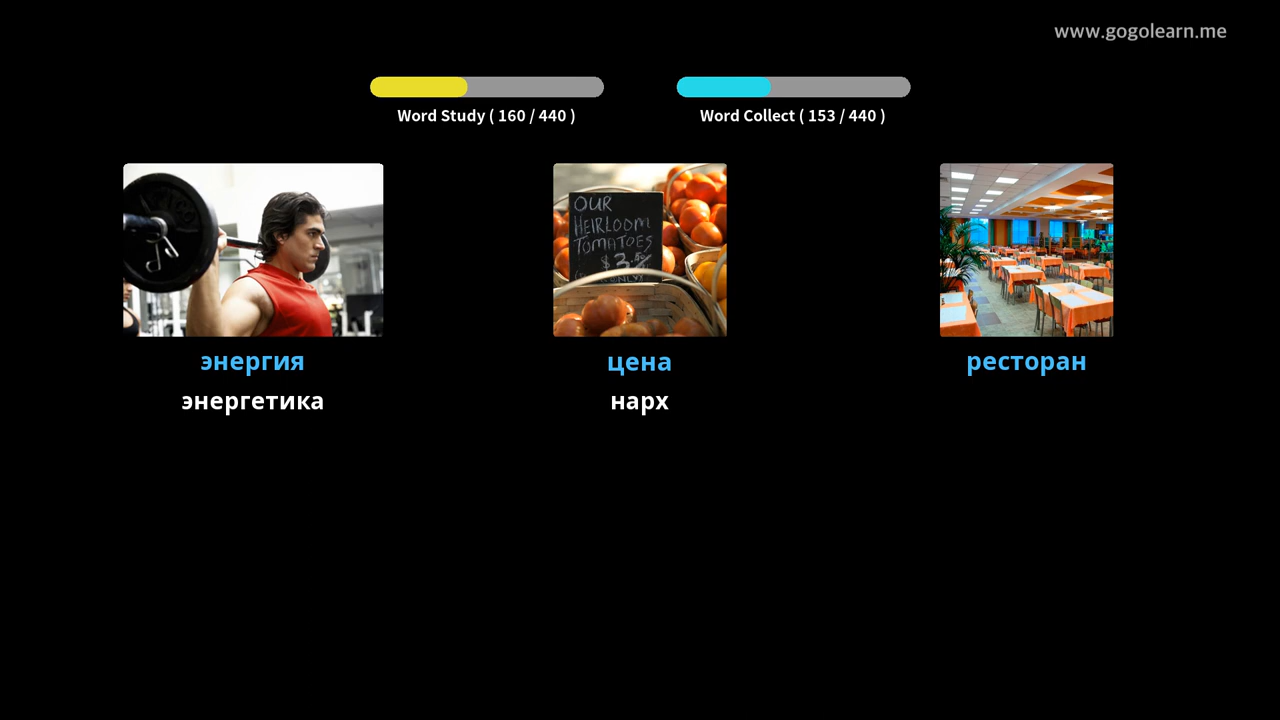 www.gogolearn.me
Word Study ( 160 / 440 )
Word Collect ( 153 / 440 )
OUR
HEIRLOOM
TOMATOES
энергия
цена
ресторан
энергетика
нарх